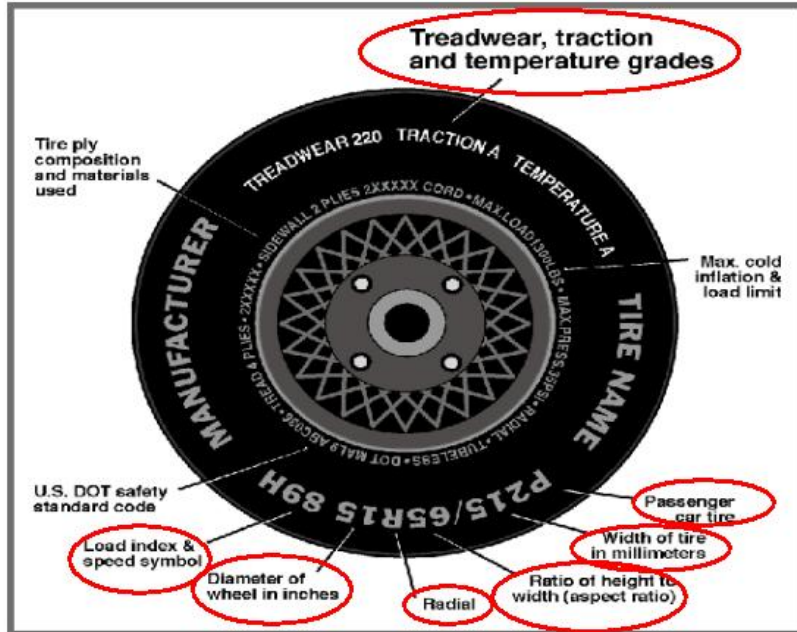 Treadwear, traction
and temperature grades
Tire ply
composition
and materials
used
TREADWEAR 220 TRACTION A TEMPERATURE A
SIDEWALL 2 PLIES 2XXXXX CORD • MAX.LOAD 1300LBS • MAX.PRESS.35PSI • RADIAL • TUBELESS • DOT MAL9 ABC036 • TREAD 4 PLIES • 2XXXXX •
MANUFACTURER
TIRE NAME
Max. cold
inflation &
load limit
P215/65R15 89H
U.S. DOT safety
standard code
Load index &
speed symbol
Diameter of
wheel in inches
Radial
Ratio of height to
width (aspect ratio)
Width of tire
in millimeters
Passenger
car tire